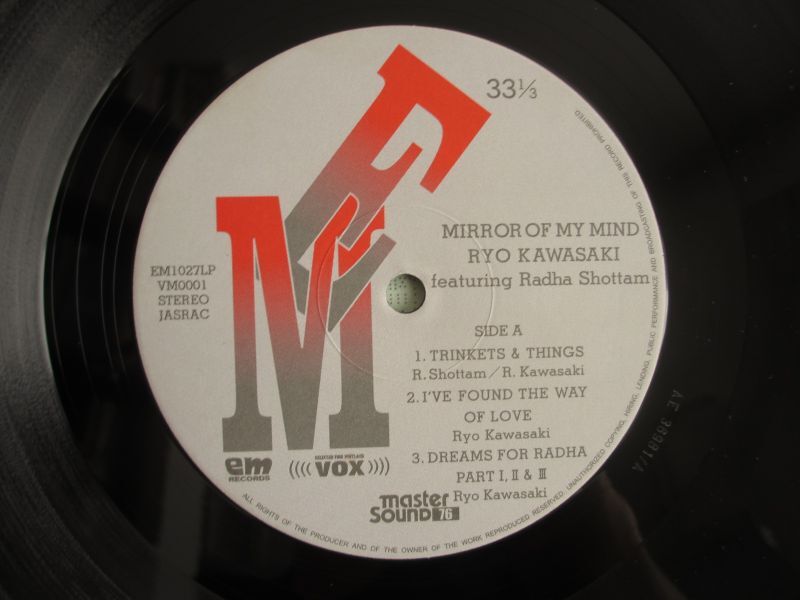 33⅓
EM
MIRROR OF MY MIND
RYO KAWASAKI
featuring Radha Shottam
EM1027LP
VM0001
STEREO
JASRAC
SIDE A
1. TRINKETS & THINGS
R. Shottam / R. Kawasaki
2. I'VE FOUND THE WAY
OF LOVE
Ryo Kawasaki
3. DREAMS FOR RADHA
PART I, II & III
Ryo Kawasaki
em
RECORDS
VOX
master
SOUND 76
ALL RIGHTS OF THE PRODUCER AND OF THE OWNER OF THE WORK REPRODUCED RESERVED. UNAUTHORIZED COPYING, HIRING, LENDING, PUBLIC PERFORMANCE AND BROADCASTING OF THIS RECORD PROHIBITED